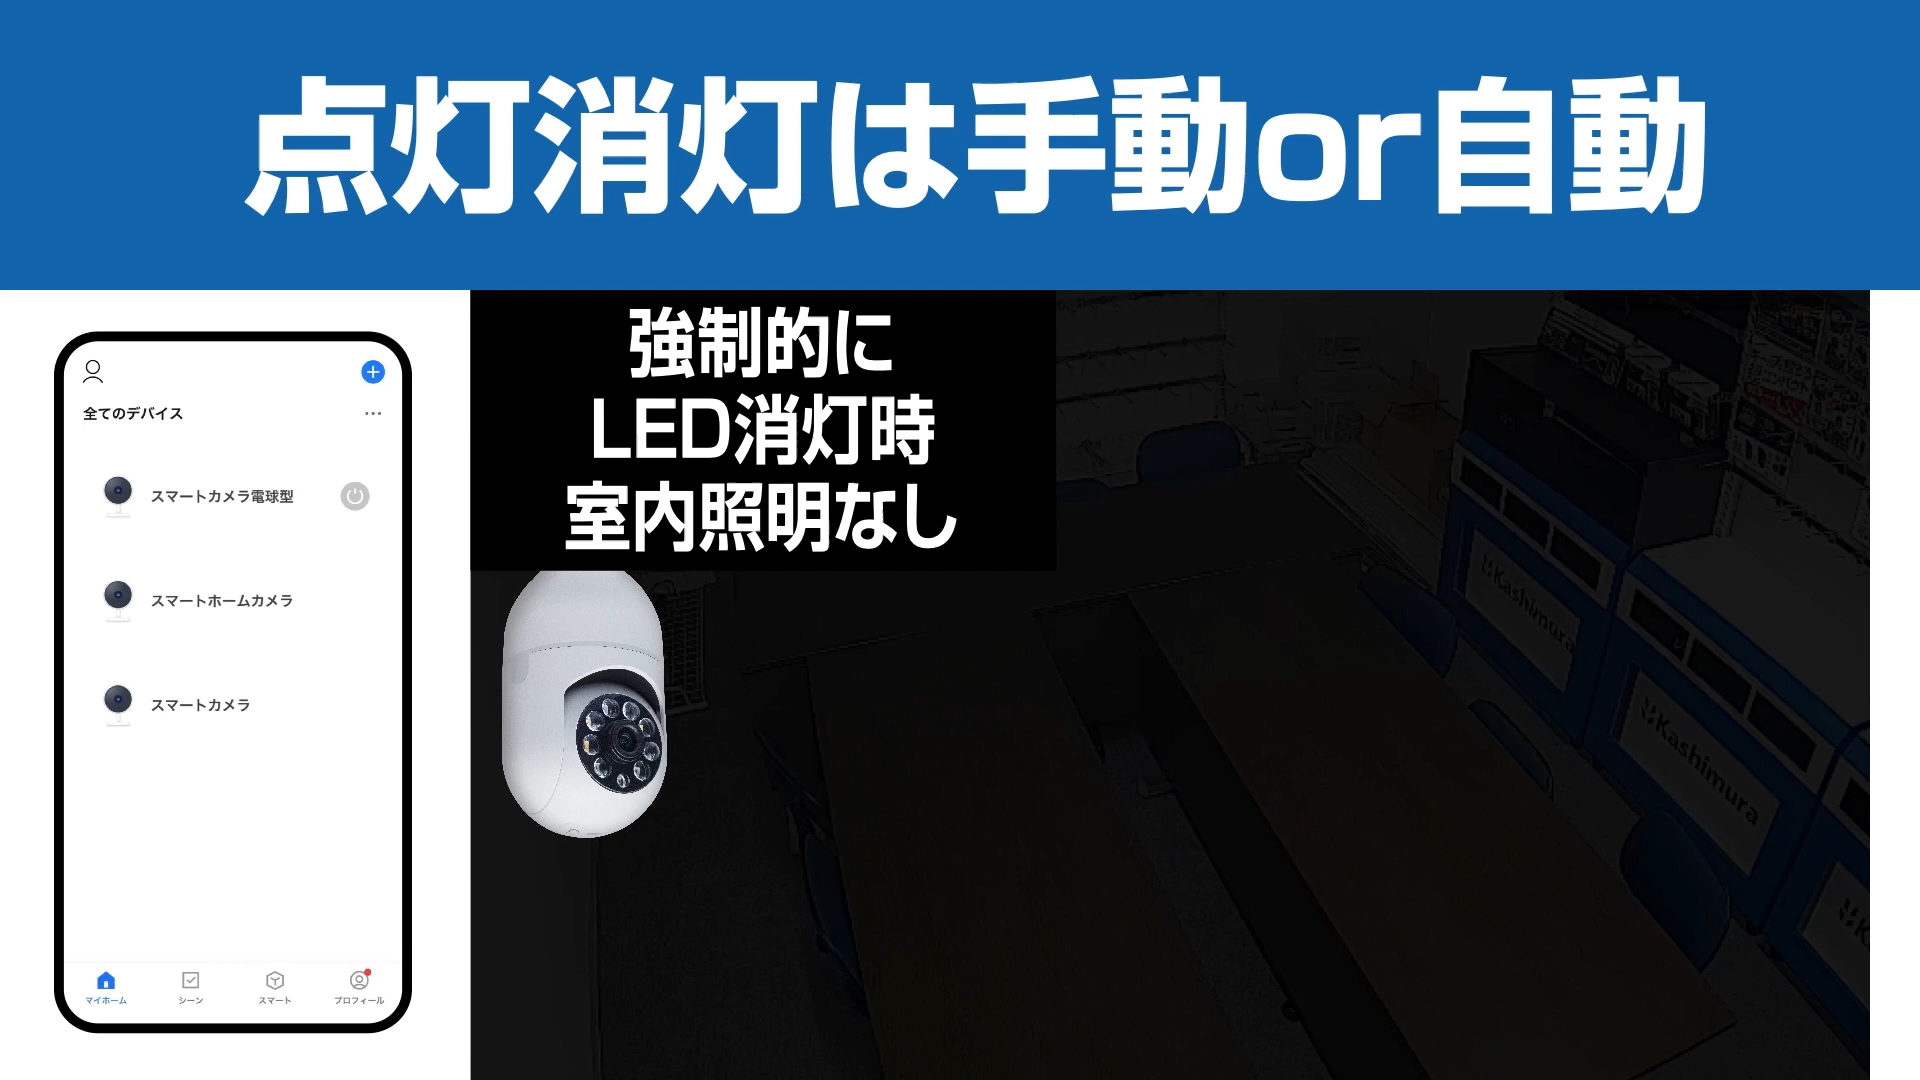 点灯消灯は手動or自動
強制的に
LED消灯時
室内照明なし
全てのデバイス
スマートカメラ電球型
スマートホームカメラ
スマートカメラ
マイホーム
シーン
スマート
プロフィール
Kashimura
Kashimura